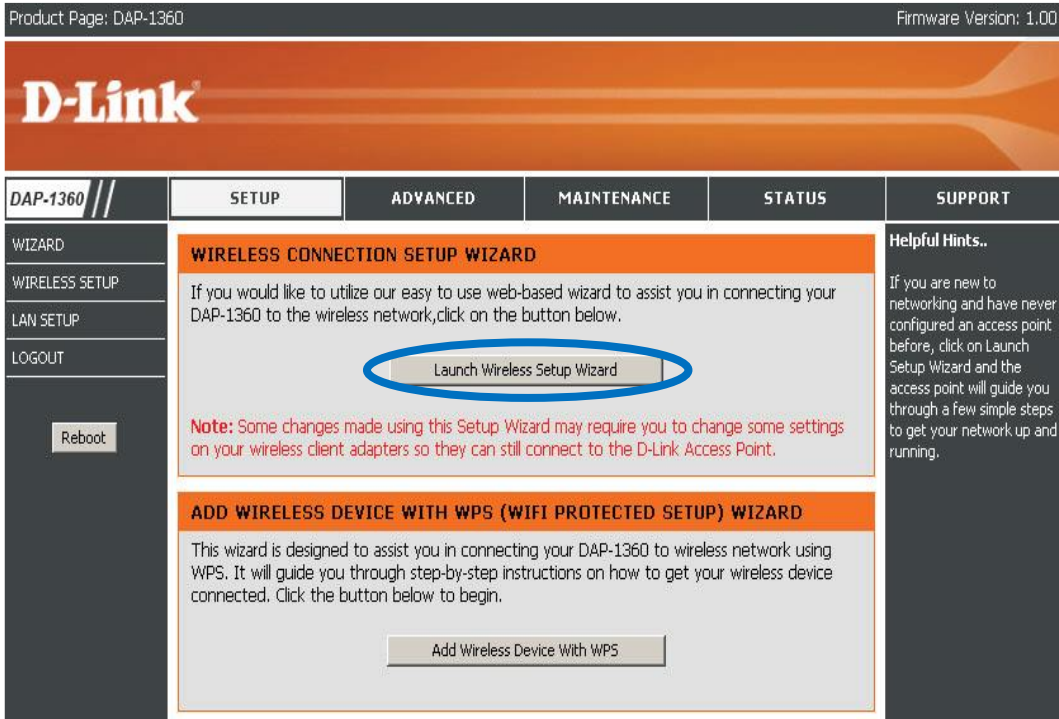 Product Page: DAP-1360
Firmware Version: 1.00
D-Link
DAP-1360
SETUP
ADVANCED
MAINTENANCE
STATUS
SUPPORT
WIZARD
WIRELESS SETUP
LAN SETUP
LOGOUT
Reboot
WIRELESS CONNECTION SETUP WIZARD
If you would like to utilize our easy to use web-based wizard to assist you in connecting your
DAP-1360 to the wireless network,click on the button below.
Launch Wireless Setup Wizard
Note: Some changes made using this Setup Wizard may require you to change some settings
on your wireless client adapters so they can still connect to the D-Link Access Point.
ADD WIRELESS DEVICE WITH WPS (WIFI PROTECTED SETUP) WIZARD
This wizard is designed to assist you in connecting your DAP-1360 to wireless network using
WPS. It will guide you through step-by-step instructions on how to get your wireless device
connected. Click the button below to begin.
Add Wireless Device With WPS
Helpful Hints..
If you are new to
networking and have never
configured an access point
before, click on Launch
Setup Wizard and the
access point will guide you
through a few simple steps
to get your network up and
running.